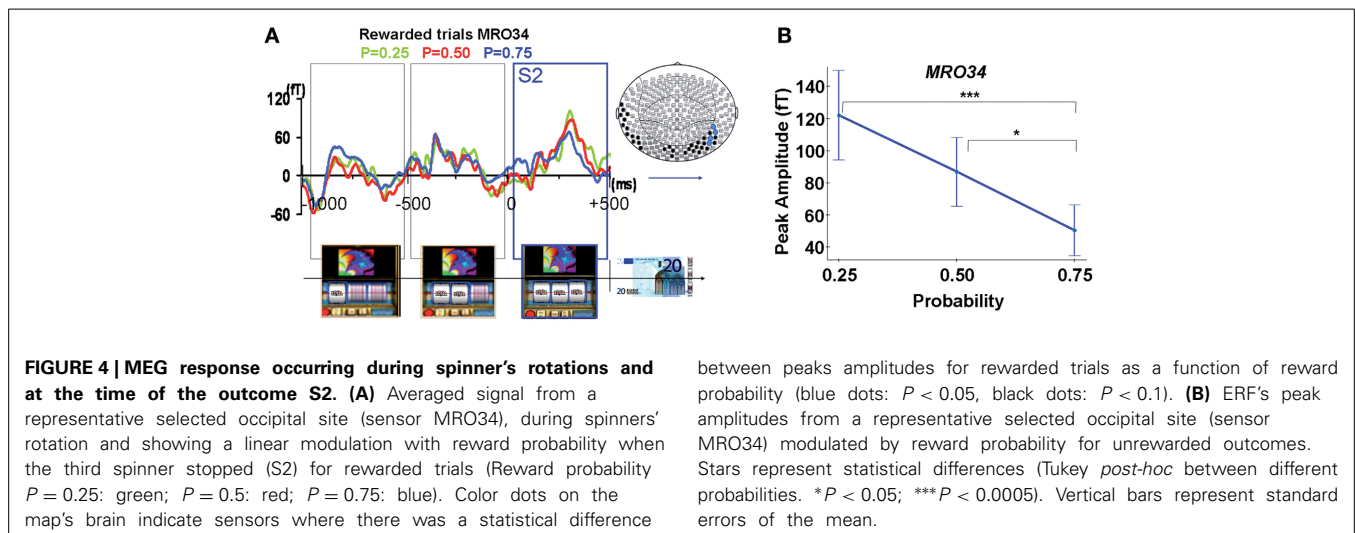 A
Rewarded trials MRO34
P=0.25 P=0.50 P=0.75
(fT)
120
60
0
-60
S2
-1000
-500
0
+500
(ms)
20
20
B
MRO34
***
*
Peak Amplitude (fT)
140
120
100
80
60
40
0.25
0.50
0.75
Probability
FIGURE 4 | MEG response occurring during spinner's rotations and
at the time of the outcome S2. (A) Averaged signal from a
representative selected occipital site (sensor MRO34), during spinners'
rotation and showing a linear modulation with reward probability when
the third spinner stopped (S2) for rewarded trials (Reward probability
P = 0.25: green; P = 0.5: red; P = 0.75: blue). Color dots on the
map's brain indicate sensors where there was a statistical difference
between peaks amplitudes for rewarded trials as a function of reward
probability (blue dots: P < 0.05, black dots: P < 0.1). (B) ERF's peak
amplitudes from a representative selected occipital site (sensor
MRO34) modulated by reward probability for unrewarded outcomes.
Stars represent statistical differences (Tukey post-hoc between different
probabilities. *P < 0.05; ***P < 0.0005). Vertical bars represent standard
errors of the mean.